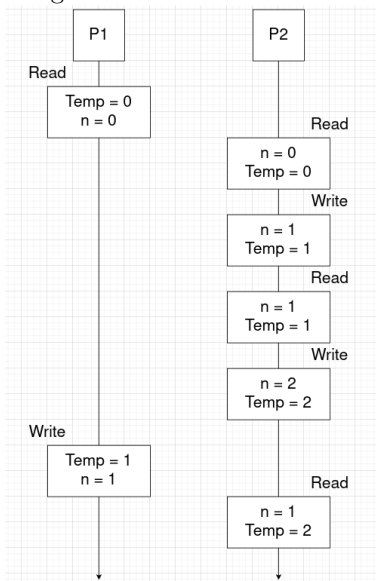 P1
P2
Read
Temp = 0
n = 0
Read
n = 0
Temp = 0
Write
n = 1
Temp = 1
Read
n = 1
Temp = 1
Write
n = 2
Temp = 2
Write
Temp = 1
n = 1
Read
n = 1
Temp = 2